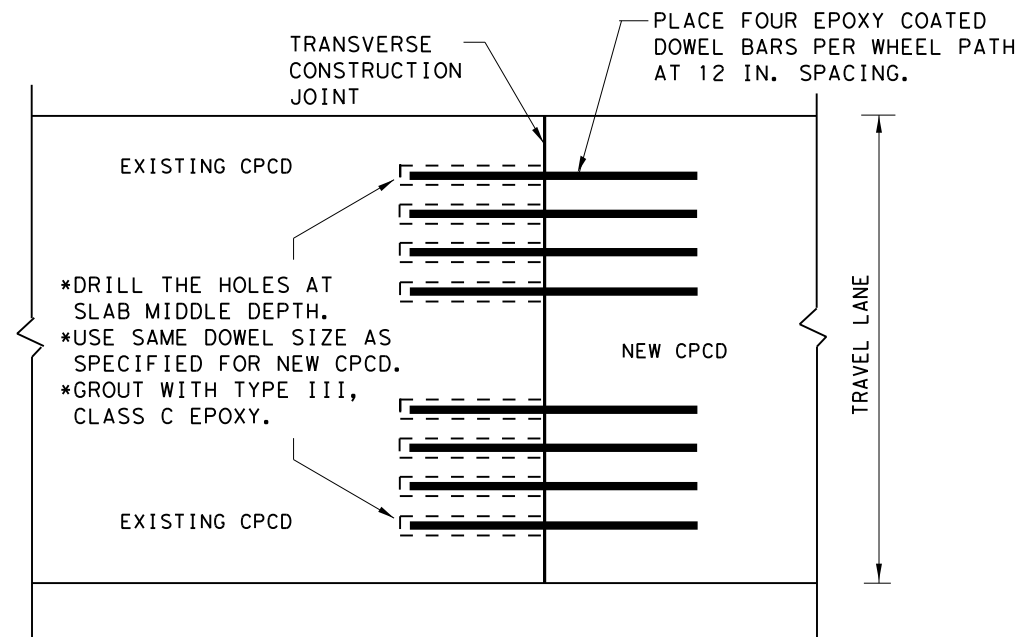 PLACE FOUR EPOXY COATED
DOWEL BARS PER WHEEL PATH
AT 12 IN. SPACING.
TRANSVERSE
CONSTRUCTION
JOINT
EXISTING CPCD
*DRILL THE HOLES AT
SLAB MIDDLE DEPTH.
*USE SAME DOWEL SIZE AS
SPECIFIED FOR NEW CPCD.
*GROUT WITH TYPE III,
CLASS C EPOXY.
NEW CPCD
TRAVEL LANE
EXISTING CPCD